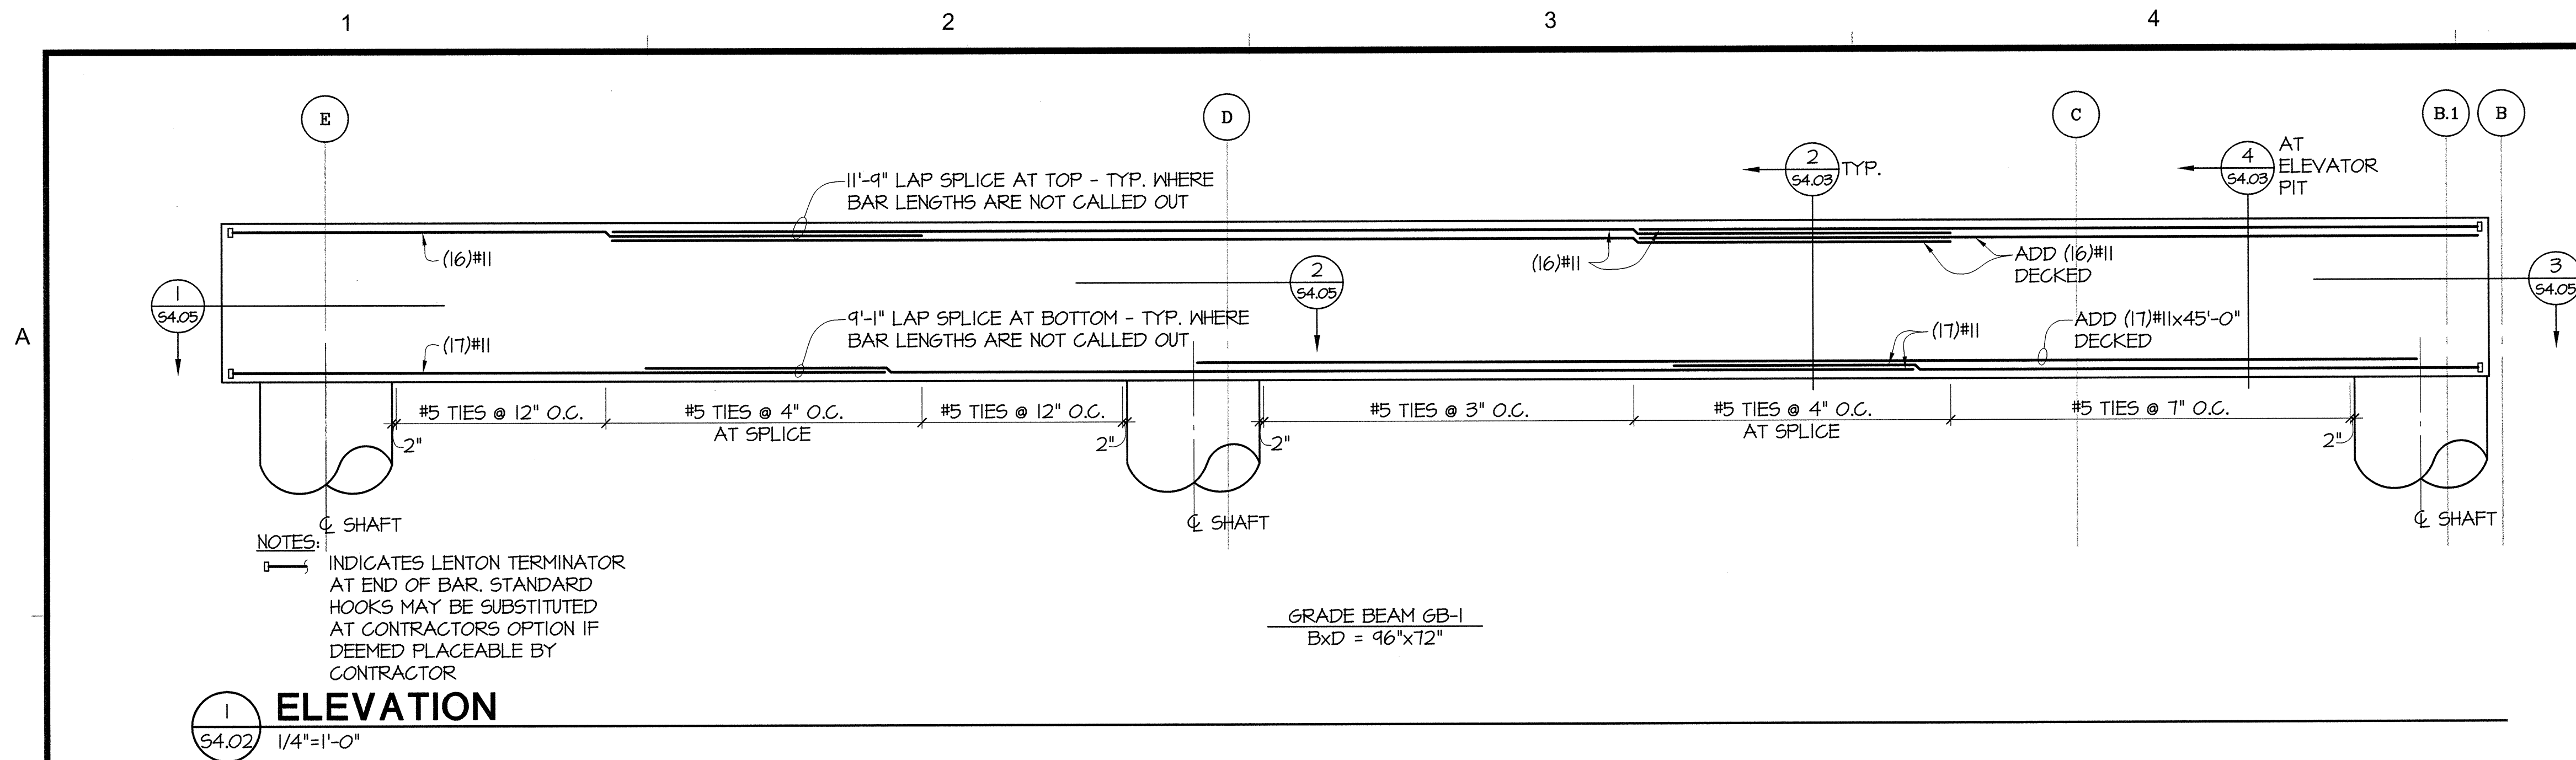 1
2
3
4
A
E
D
C
B.1
B
11'-9" LAP SPLICE AT TOP - TYP. WHERE
BAR LENGTHS ARE NOT CALLED OUT
2
S4.03
TYP.
4
S4.03
AT
ELEVATOR
PIT
(16)#11
(16)#11
ADD (16)#11
DECKED
1
S4.05
2
S4.05
3
S4.05
9'-1" LAP SPLICE AT BOTTOM - TYP. WHERE
BAR LENGTHS ARE NOT CALLED OUT
(17)#11
(17)#11
ADD (17)#11x45'-0"
DECKED
#5 TIES @ 12" O.C.
#5 TIES @ 4" O.C.
AT SPLICE
#5 TIES @ 12" O.C.
#5 TIES @ 3" O.C.
#5 TIES @ 4" O.C.
AT SPLICE
#5 TIES @ 7" O.C.
2"
2"
2"
2"
℄ SHAFT
℄ SHAFT
℄ SHAFT
NOTES:
INDICATES LENTON TERMINATOR
AT END OF BAR. STANDARD
HOOKS MAY BE SUBSTITUTED
AT CONTRACTORS OPTION IF
DEEMED PLACEABLE BY
CONTRACTOR
GRADE BEAM GB-1
BxD = 96"x72"
1
S4.02
ELEVATION
1/4"=1'-0"